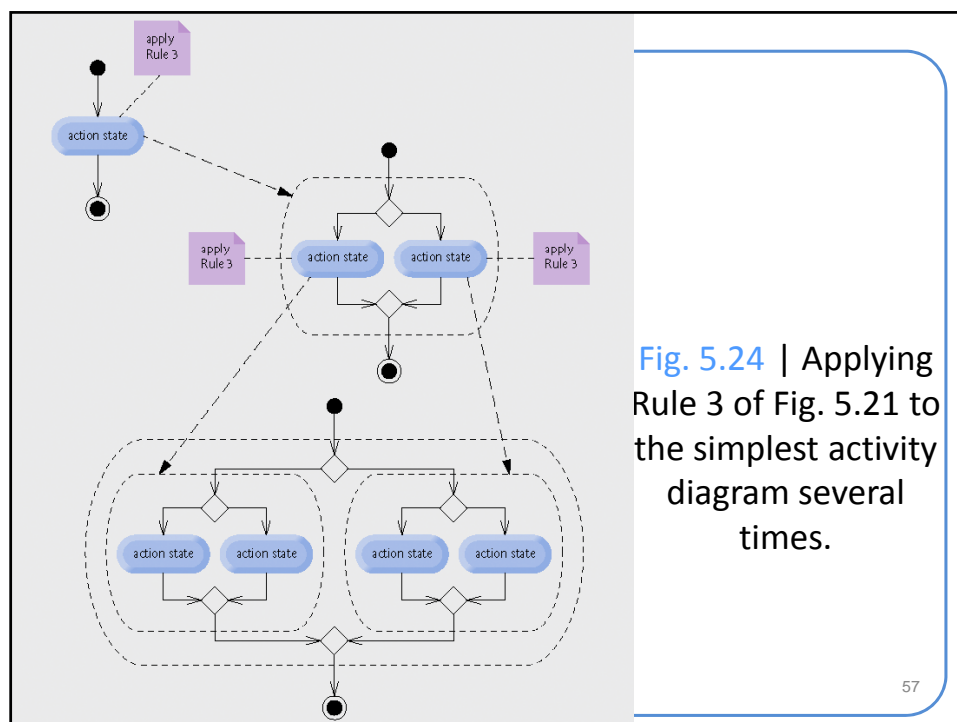 apply
Rule 3
action state
apply
Rule 3
action state
action state
apply
Rule 3
action state
action state
action state
action state
Fig. 5.24 | Applying
Rule 3 of Fig. 5.21 to
the simplest activity
diagram several
times.
57